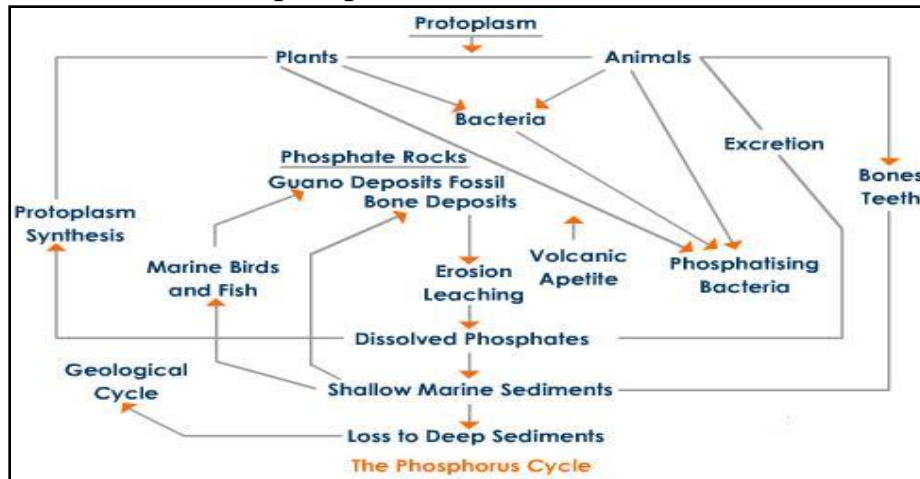 Protoplasm
Plants
Animals
Bacteria
Excretion
Phosphate Rocks
Guano Deposits Fossil
Bone Deposits
Bones
Teeth
Protoplasm
Synthesis
Marine Birds
and Fish
Erosion
Leaching
Volcanic
Apetite
Phosphatising
Bacteria
Dissolved Phosphates
Geological
Cycle
Shallow Marine Sediments
Loss to Deep Sediments
The Phosphorus Cycle